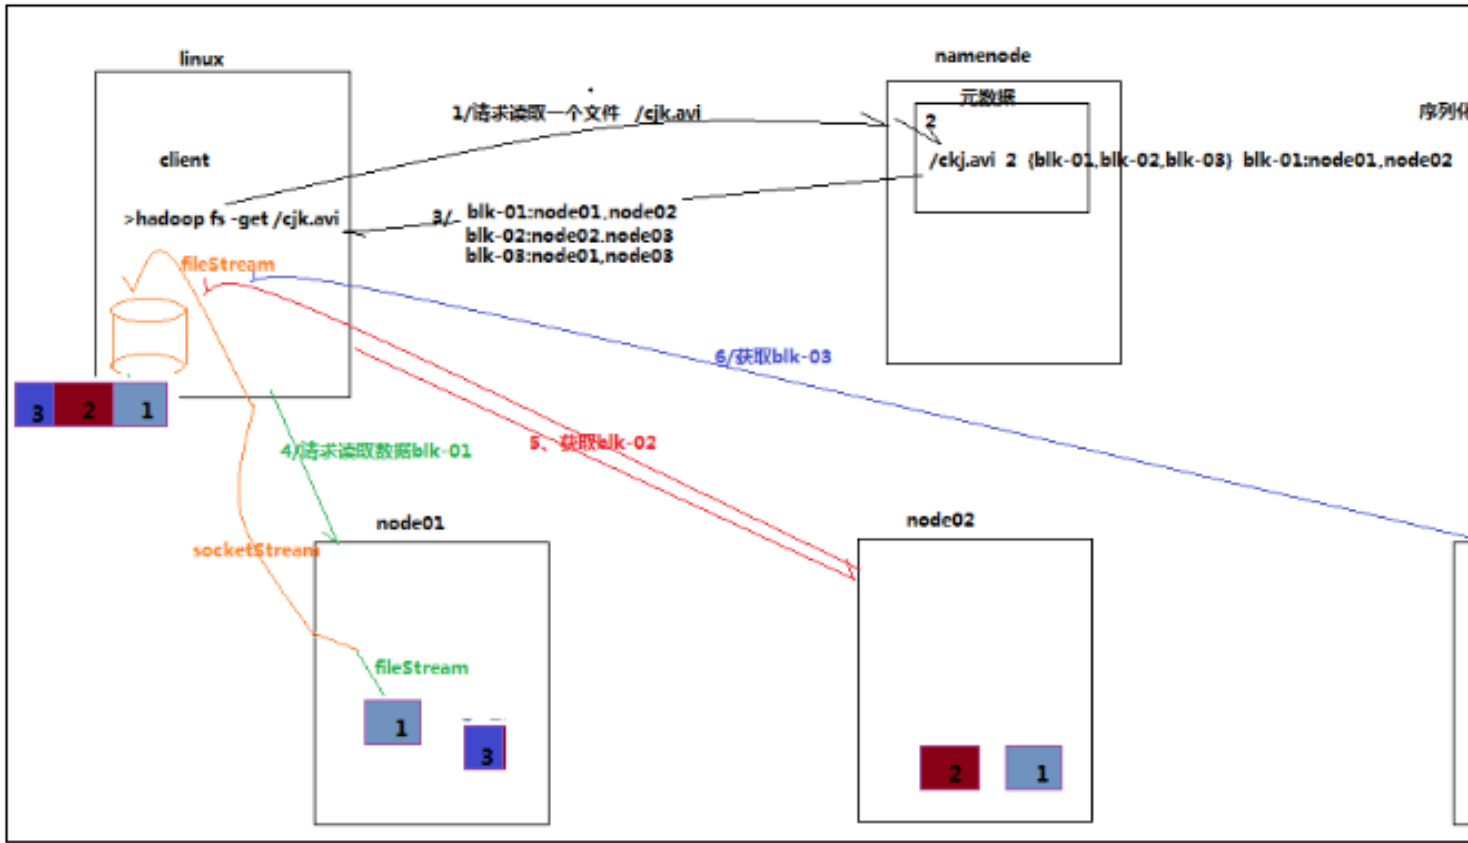 linux
namenode
元数据
1/请求读取一个文件 /cjk.avi
2
序列化
client
/ckj.avi 2 {blk-01,blk-02,blk-03} blk-01:node01,node02
>hadoop fs -get /cjk.avi
3/
blk-01:node01,node02
blk-02:node02.node03
blk-03:node01,node03
fileStream
6/获取blk-03
3
2
1
4/请求读取数据blk-01
5、获取blk-02
node01
node02
socketStream
fileStream
1
3
2
1